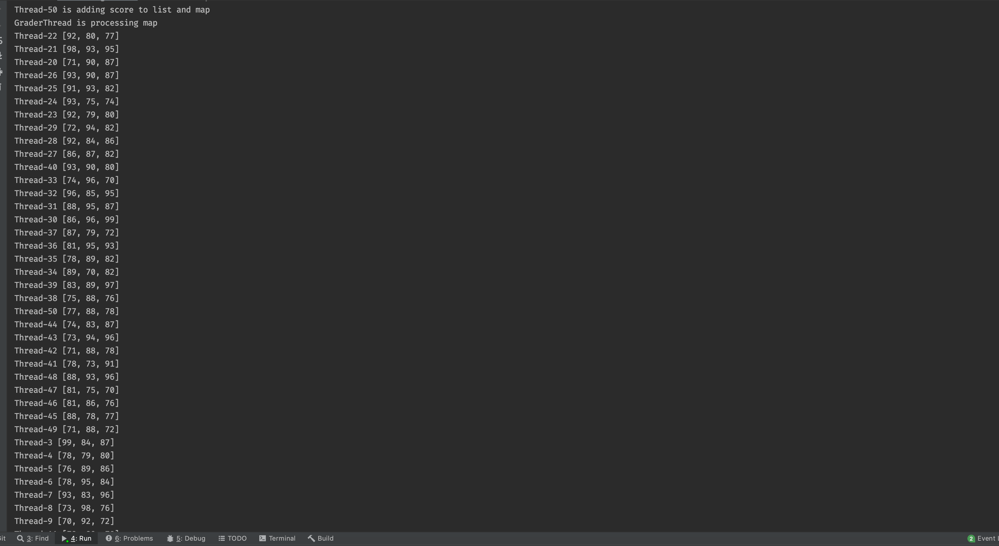 Thread-50 is adding score to list and map
GraderThread is processing map
Thread-22 [92, 80, 77]
Thread-21 [98, 93, 95]
Thread-20 [71, 90, 87]
Thread-26 [93, 90, 87]
Thread-25 [91, 93, 82]
Thread-24 [93, 75, 74]
Thread-23 [92, 79, 80]
Thread-29 [72, 94, 82]
Thread-28 [92, 84, 86]
Thread-27 [86, 87, 82]
Thread-40 [93, 90, 80]
Thread-33 [74, 96, 70]
Thread-32 [96, 85, 95]
Thread-31 [88, 95, 87]
Thread-30 [86, 96, 99]
Thread-37 [87, 79, 72]
Thread-36 [81, 95, 93]
Thread-35 [78, 89, 82]
Thread-34 [89, 70, 82]
Thread-39 [83, 89, 97]
Thread-38 [75, 88, 76]
Thread-50 [77, 88, 78]
Thread-44 [74, 83, 87]
Thread-43 [73, 94, 96]
Thread-42 [71, 88, 78]
Thread-41 [78, 73, 91]
Thread-48 [88, 93, 96]
Thread-47 [81, 75, 70]
Thread-46 [81, 86, 76]
Thread-45 [88, 78, 77]
Thread-49 [71, 88, 72]
Thread-3 [99, 84, 87]
Thread-4 [78, 79, 80]
Thread-5 [76, 89, 86]
Thread-6 [78, 95, 84]
Thread-7 [93, 83, 96]
Thread-8 [73, 98, 76]
Thread-9 [70, 92, 72]
it 3: Find 4: Run 6: Problems 5: Debug TODO Terminal Build 2 Event